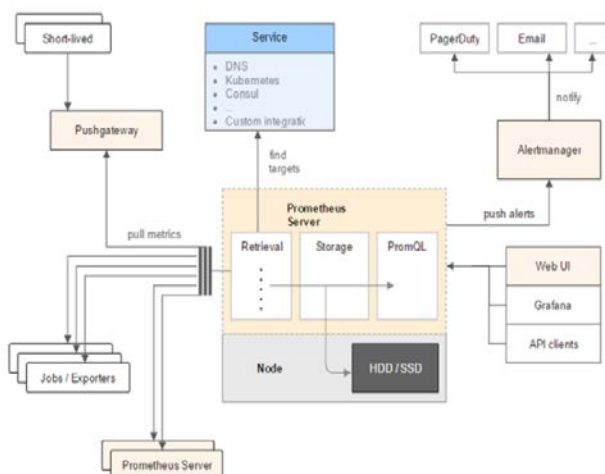 Short-lived
Pushgateway
Service
DNS
Kubernetes
Consul
...
Custom integratic
find
targets
PagerDuty
Email
...
notify
Alertmanager
push alerts
Prometheus
Server
pull metrics
Retrieval
Storage
PromQL
Web UI
Grafana
API clients
Node
HDD / SSD
Jobs / Exporters
Prometheus Server